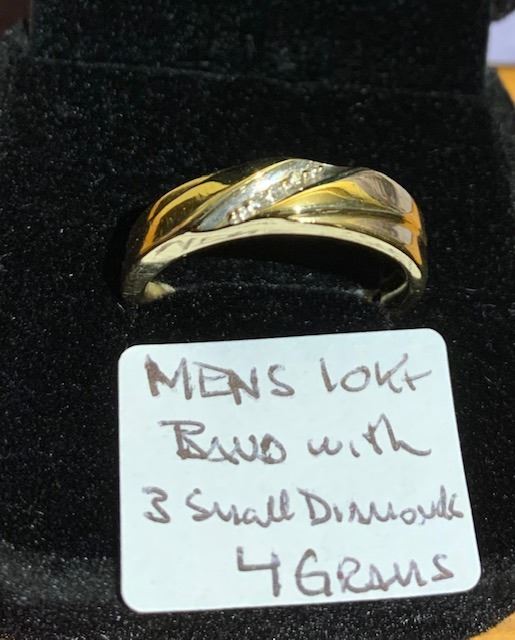 MENS 10Kt
BAND with
3 Small Diamonds
4 GRAMS